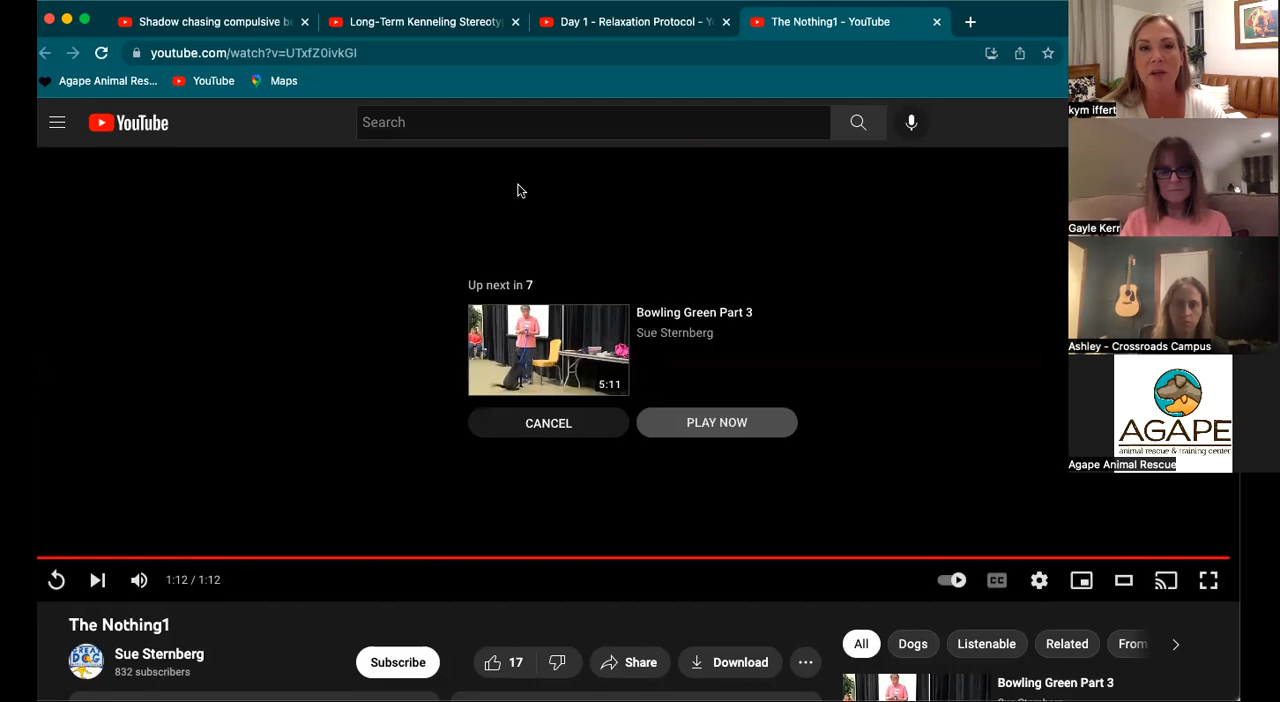 Shadow chasing compulsive b
Long-Term Kenneling Stereoty
Day 1 - Relaxation Protocol - Y
The Nothing1 - YouTube
youtube.com/watch?v=UTxfZ0ivkGI
Agape Animal Res...
YouTube
Maps
YouTube
Search
kym iffert
Gayle Kerr
Ashley - Crossroads Campus
AGAPE
animal rescue & training center
Agape Animal Rescue
Up next in 7
Bowling Green Part 3
Sue Sternberg
5:11
CANCEL
PLAY NOW
1:12 / 1:12
CC
The Nothing1
Sue Sternberg
832 subscribers
Subscribe
17
Share
Download
All
Dogs
Listenable
Related
From
Bowling Green Part 3